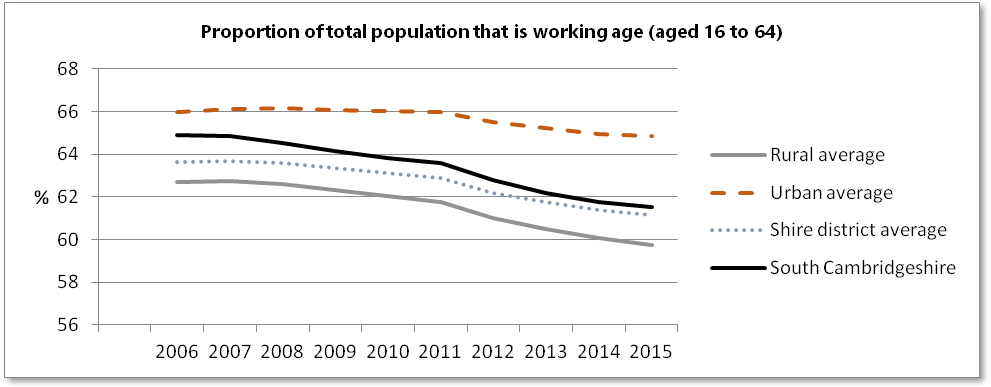 Proportion of total population that is working age (aged 16 to 64)
68
66
64
62
60
58
56
%
2006 2007 2008 2009 2010 2011 2012 2013 2014 2015
Rural average
Urban average
Shire district average
South Cambridgeshire